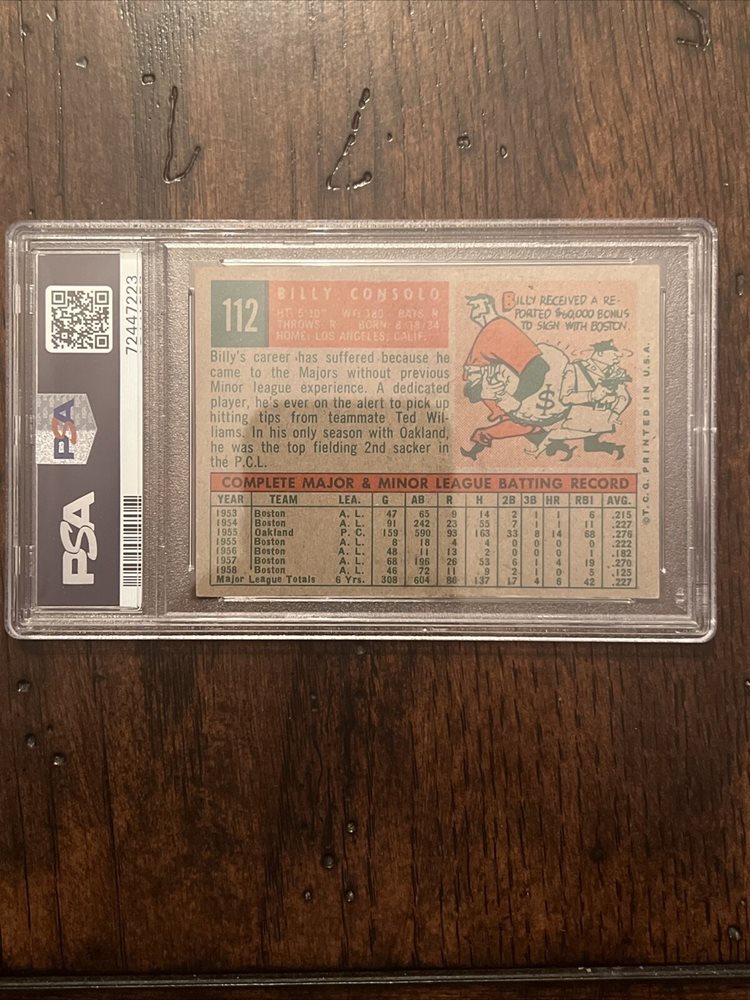 112
BILLY CONSOLO
HT: 5'10" WT: 180 BATS: R
THROWS: R BORN: 8/18/34
HOME: LOS ANGELES, CALIF.
Billy's career has suffered because he
came to the Majors without previous
Minor league experience. A dedicated
player, he's ever on the alert to pick up
hitting tips from teammate Ted Wil-
liams. In his only season with Oakland,
he was the top fielding 2nd sacker in
the P.C.L.
BILLY RECEIVED A RE-
PORTED $60,000 BONUS
TO SIGN WITH BOSTON.
$
©T.C.G. PRINTED IN U.S.A.
COMPLETE MAJOR & MINOR LEAGUE BATTING RECORD
YEAR TEAM LEA. G AB R H 2B 3B HR RBI AVG.
1953 Boston A. L. 47 65 9 14 2 1 1 6 .215
1954 Boston A. L. 91 242 23 55 7 1 1 11 .227
1955 Oakland P. C. 159 590 93 163 33 8 14 68 .276
1955 Boston A. L. 8 18 4 4 0 0 0 0 .222
1956 Boston A. L. 48 11 13 2 0 0 0 1 .182
1957 Boston A. L. 68 196 26 53 6 1 4 19 .270
1958 Boston A. L. 46 72 11 9 2 1 0 5 .125
Major League Totals 6 Yrs. 308 604 86 137 17 4 6 42 .227
72447223
PSA
PSA